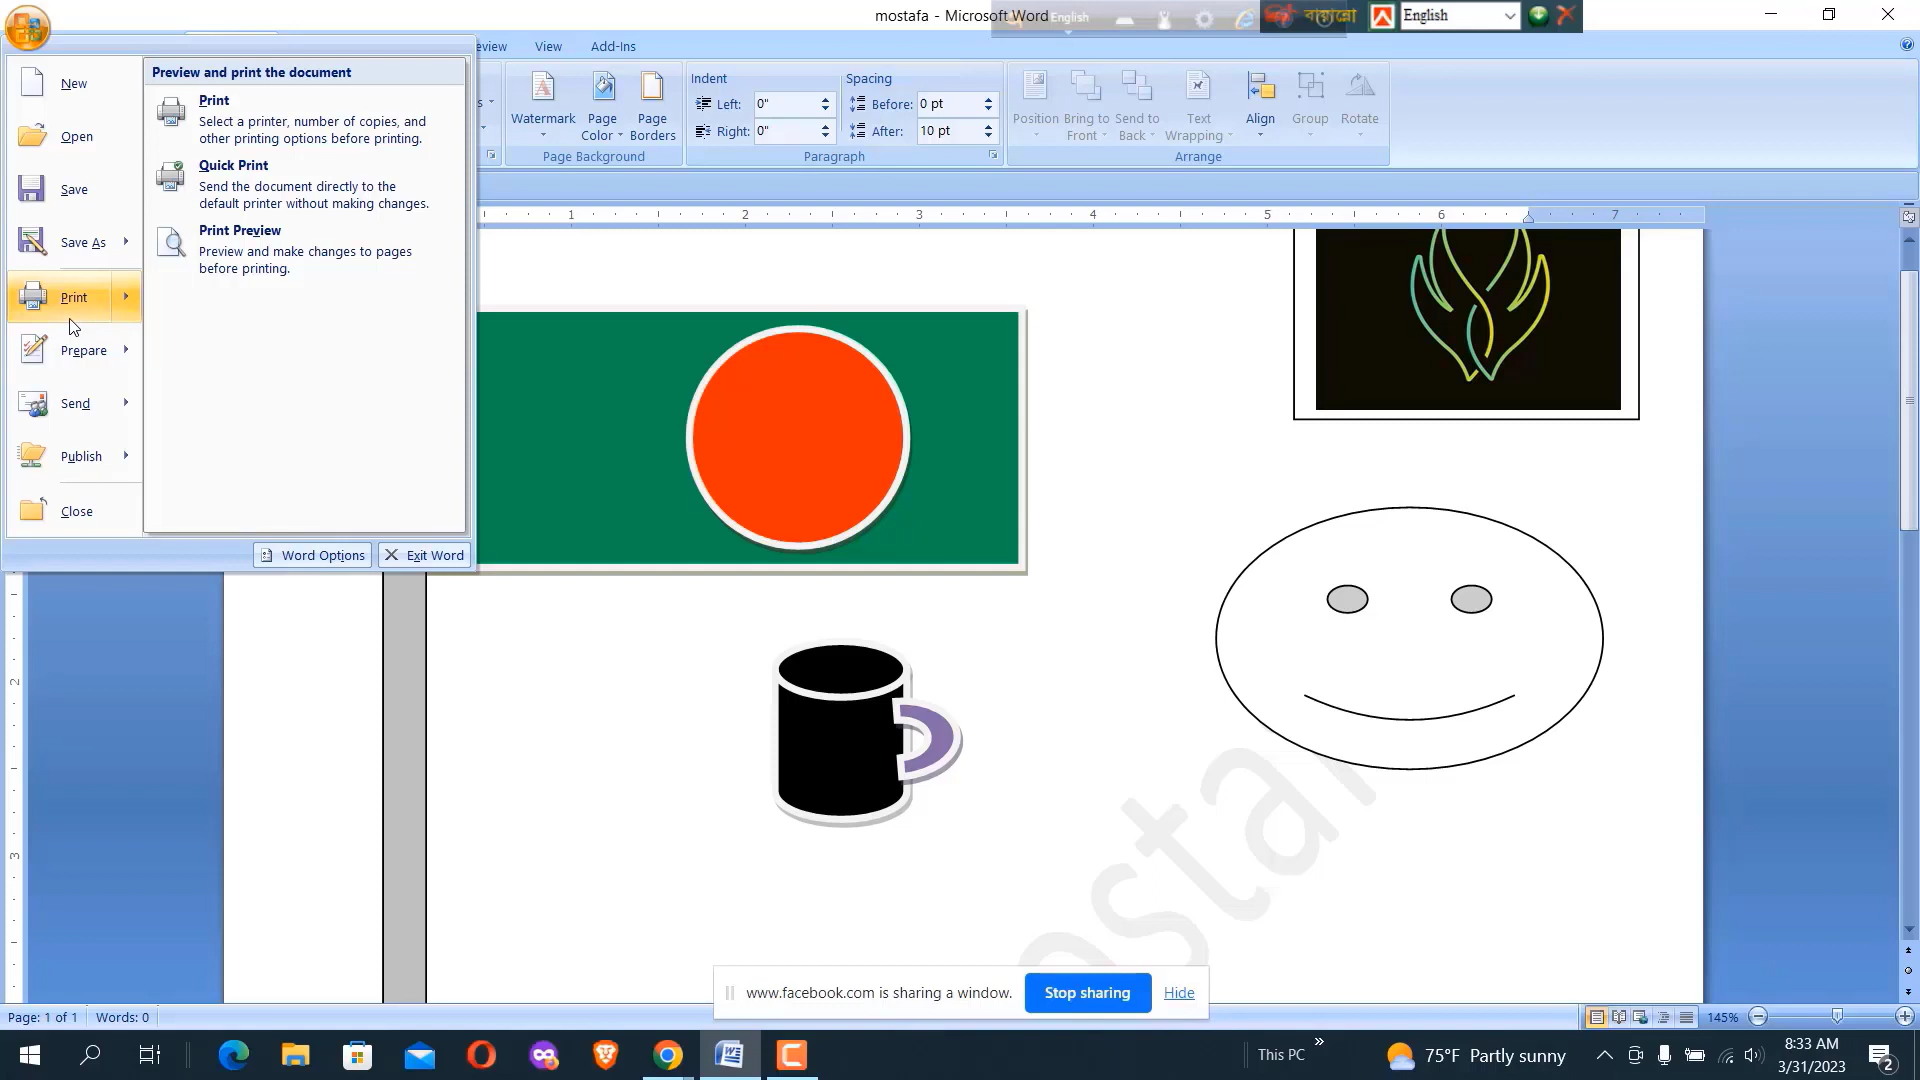 mostafa - Microsoft Word
English
বায়ান্নো
English
eview View Add-Ins
New
Open
Save
Save As
Print
Prepare
Send
Publish
Close
Preview and print the document
Print
Select a printer, number of copies, and
other printing options before printing.
Quick Print
Send the document directly to the
default printer without making changes.
Print Preview
Preview and make changes to pages
before printing.
Word Options
Exit Word
Watermark
Page
Color
Page
Borders
Page Background
Indent
Left: 0"
Right: 0"
Spacing
Before: 0 pt
After: 10 pt
Paragraph
Position
Bring to
Front
Send to
Back
Text
Wrapping
Align
Group
Rotate
Arrange
1 2 3 4 5 6 7
2
3
ostaf
www.facebook.com is sharing a window.
Stop sharing
Hide
Page: 1 of 1
Words: 0
145%
This PC
75°F Partly sunny
8:33 AM
3/31/2023
2